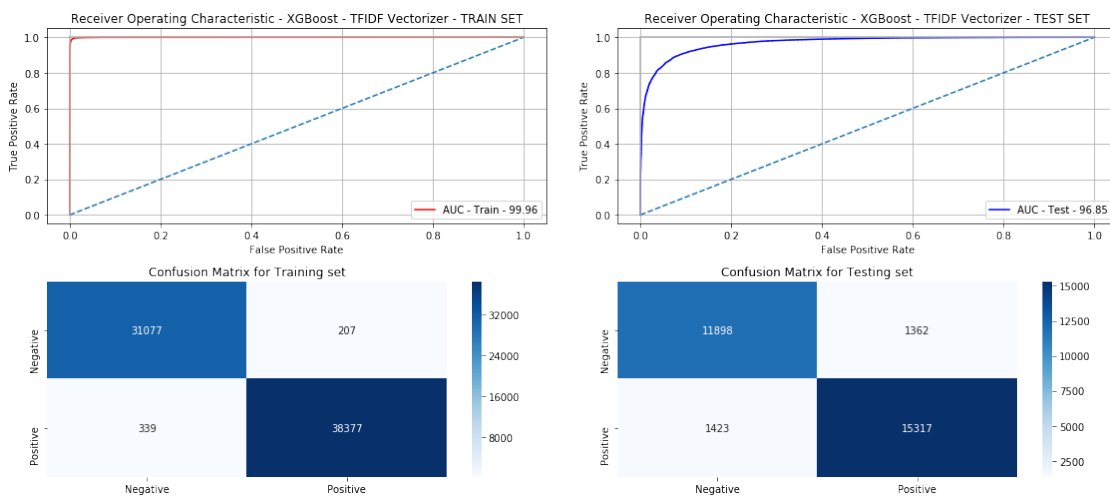 Receiver Operating Characteristic - XGBoost - TFIDF Vectorizer - TRAIN SET
1.0
0.8
0.6
0.4
0.2
0.0
True Positive Rate
AUC - Train - 99.96
0.0 0.2 0.4 0.6 0.8 1.0
False Positive Rate
Receiver Operating Characteristic - XGBoost - TFIDF Vectorizer - TEST SET
1.0
0.8
0.6
0.4
0.2
0.0
True Positive Rate
AUC - Test - 96.85
0.0 0.2 0.4 0.6 0.8 1.0
False Positive Rate
Confusion Matrix for Training set
Negative
31077 207
Positive
339 38377
Negative Positive
32000
24000
16000
8000
Confusion Matrix for Testing set
Negative
11898 1362
Positive
1423 15317
Negative Positive
15000
12500
10000
7500
5000
2500